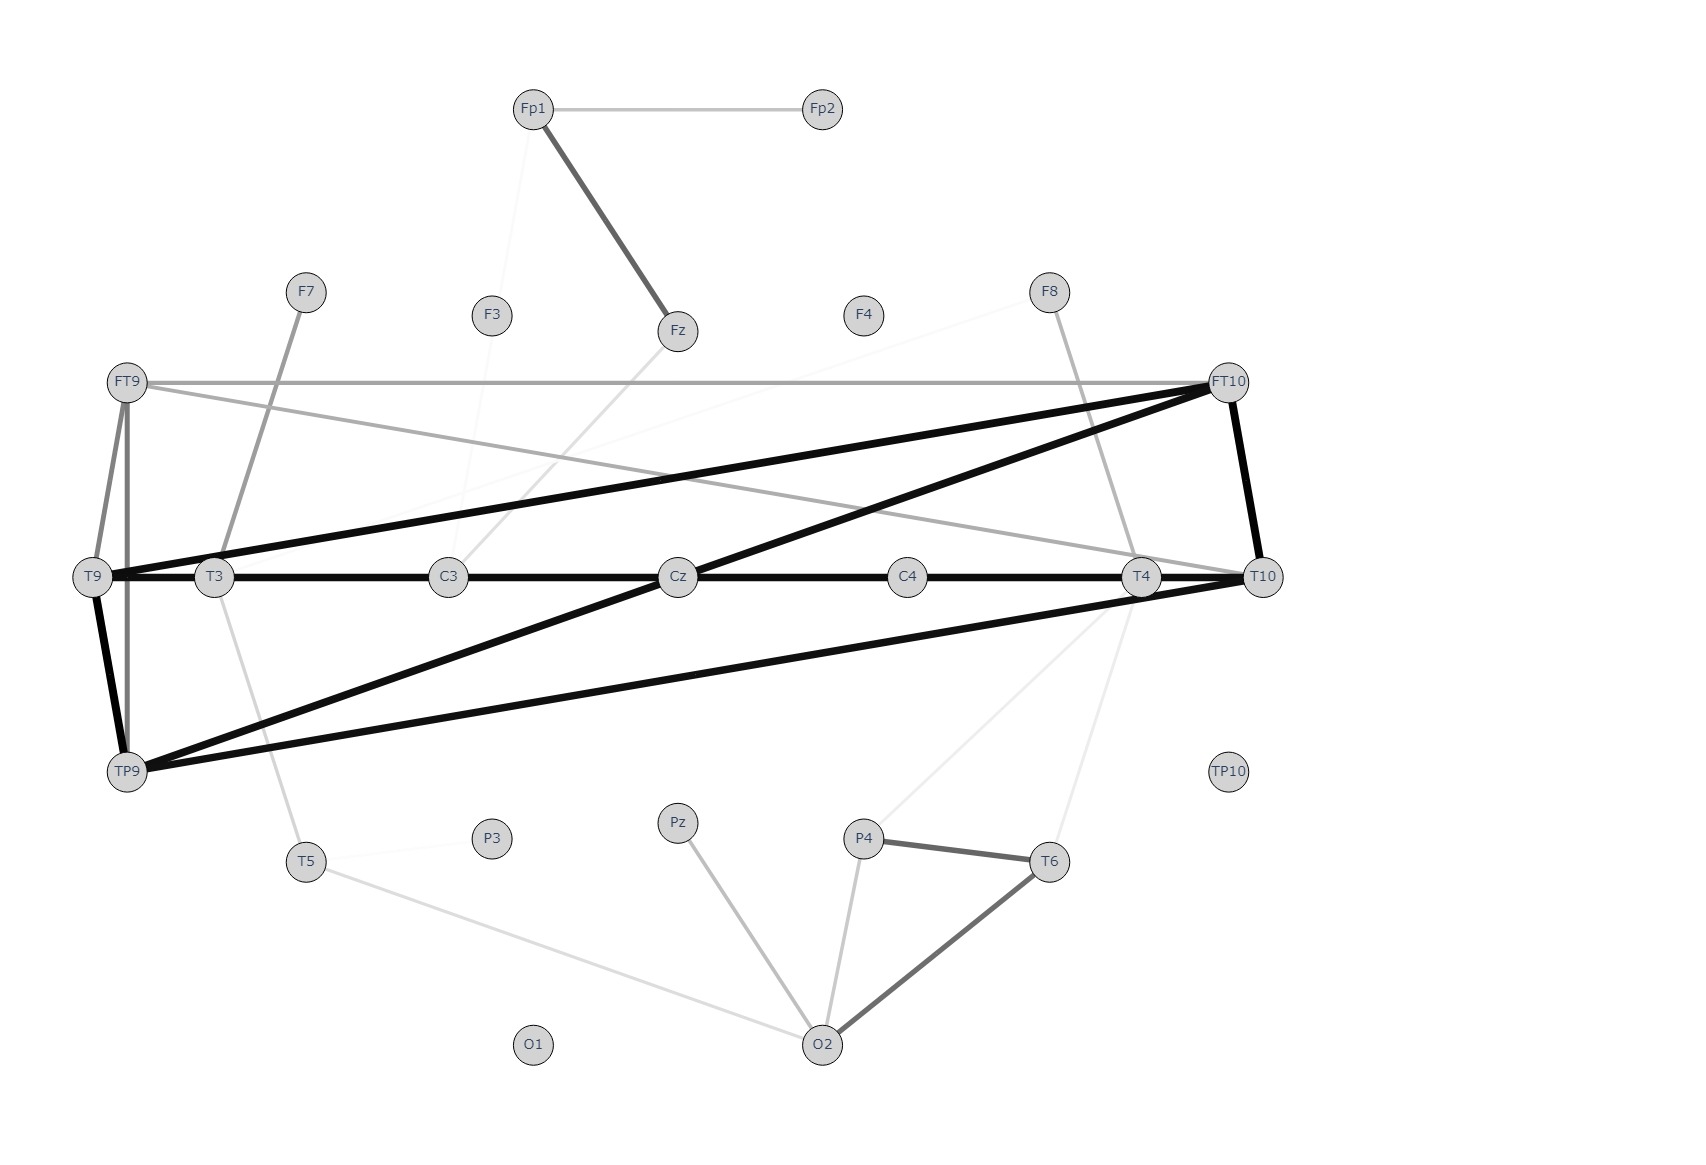 Fp1 Fp2
F7 F3 Fz F4 F8
FT9 FT10
T9 T3 C3 Cz C4 T4 T10
TP9 TP10
T5 P3 Pz P4 T6
O1 O2